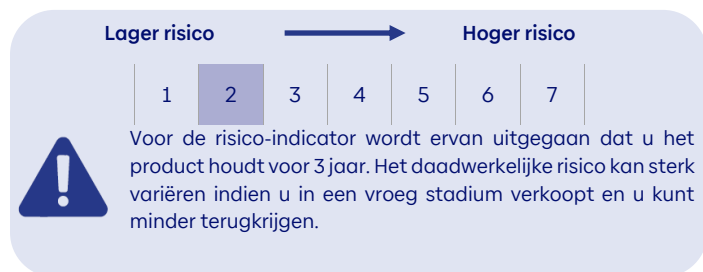 Lager risico Hoger risico
1 2 3 4 5 6 7
Voor de risico-indicator wordt ervan uitgegaan dat u het
product houdt voor 3 jaar. Het daadwerkelijke risico kan sterk
variëren indien u in een vroeg stadium verkoopt en u kunt
minder terugkrijgen.